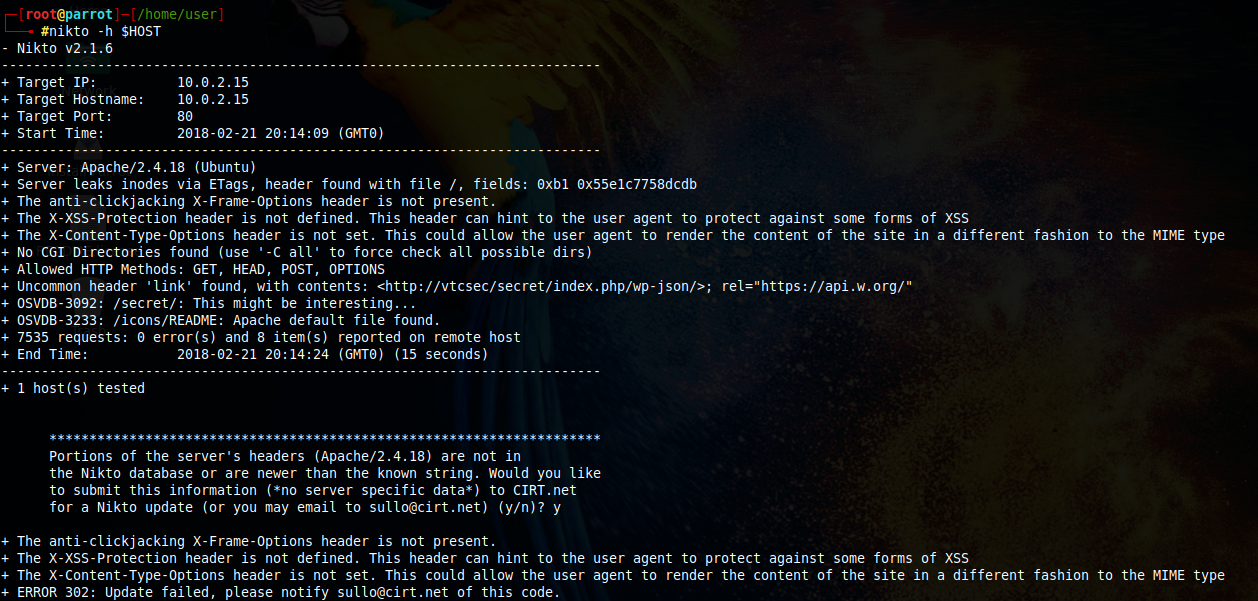 ┌─[root@parrot]─[/home/user]
└──╼ #nikto -h $HOST
- Nikto v2.1.6
---------------------------------------------------------------------------
+ Target IP:          10.0.2.15
+ Target Hostname:    10.0.2.15
+ Target Port:        80
+ Start Time:         2018-02-21 20:14:09 (GMT0)
---------------------------------------------------------------------------
+ Server: Apache/2.4.18 (Ubuntu)
+ Server leaks inodes via ETags, header found with file /, fields: 0xb1 0x55e1c7758dcdb
+ The anti-clickjacking X-Frame-Options header is not present.
+ The X-XSS-Protection header is not defined. This header can hint to the user agent to protect against some forms of XSS
+ The X-Content-Type-Options header is not set. This could allow the user agent to render the content of the site in a different fashion to the MIME type
+ No CGI Directories found (use '-C all' to force check all possible dirs)
+ Allowed HTTP Methods: GET, HEAD, POST, OPTIONS
+ Uncommon header 'link' found, with contents: <http://vtcsec/secret/index.php/wp-json/>; rel="https://api.w.org/"
+ OSVDB-3092: /secret/: This might be interesting...
+ OSVDB-3233: /icons/README: Apache default file found.
+ 7535 requests: 0 error(s) and 8 item(s) reported on remote host
+ End Time:           2018-02-21 20:14:24 (GMT0) (15 seconds)
---------------------------------------------------------------------------
+ 1 host(s) tested
*********************************************************************
Portions of the server's headers (Apache/2.4.18) are not in
the Nikto database or are newer than the known string. Would you like
to submit this information (*no server specific data*) to CIRT.net
for a Nikto update (or you may email to sullo@cirt.net) (y/n)? y
+ The anti-clickjacking X-Frame-Options header is not present.
+ The X-XSS-Protection header is not defined. This header can hint to the user agent to protect against some forms of XSS
+ The X-Content-Type-Options header is not set. This could allow the user agent to render the content of the site in a different fashion to the MIME type
+ ERROR 302: Update failed, please notify sullo@cirt.net of this code.